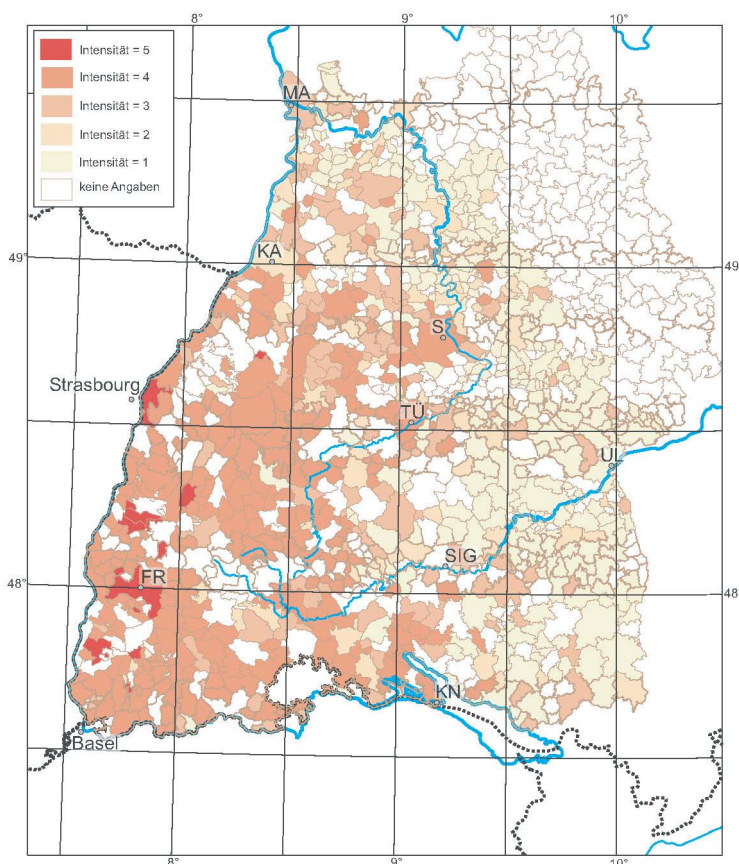 8° 9° 10°
Intensität = 5
Intensität = 4
Intensität = 3
Intensität = 2
Intensität = 1
keine Angaben
MA
49°
KA
49
S
Strasbourg
TÜ
UL
SIG
48°
FR
48
KN
Basel
8° 9° 10°